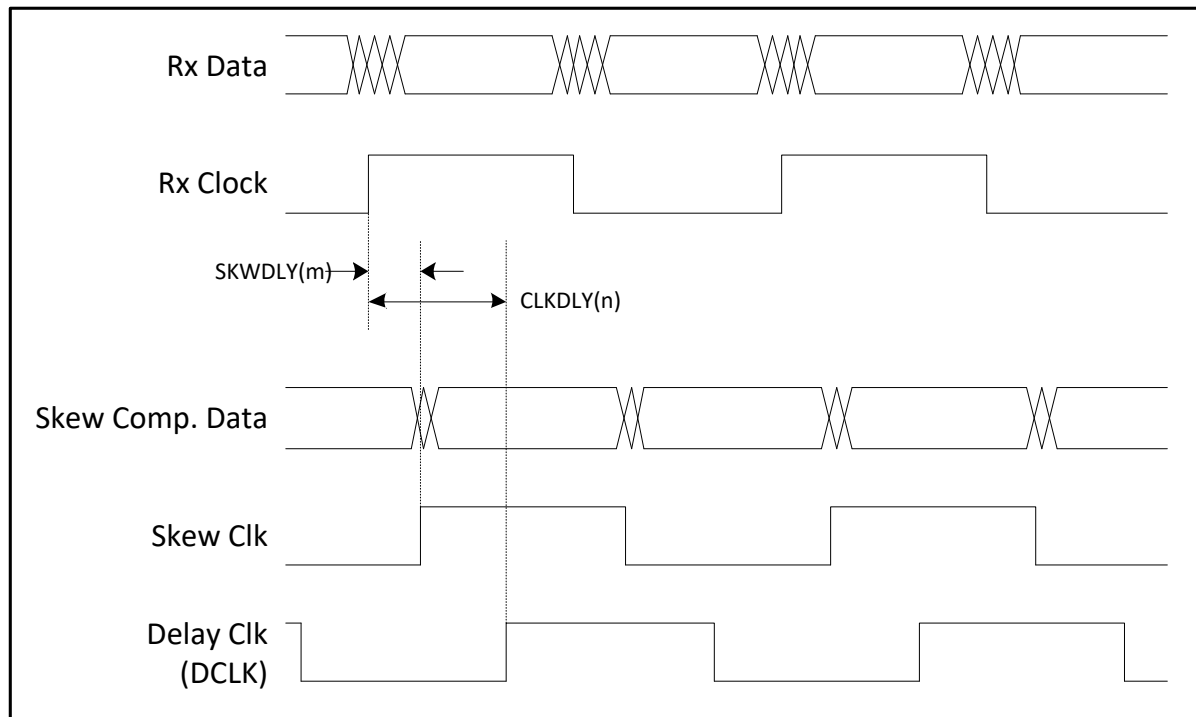 Rx Data
Rx Clock
SKWDLY(m)
CLKDLY(n)
Skew Comp. Data
Skew Clk
Delay Clk
(DCLK)